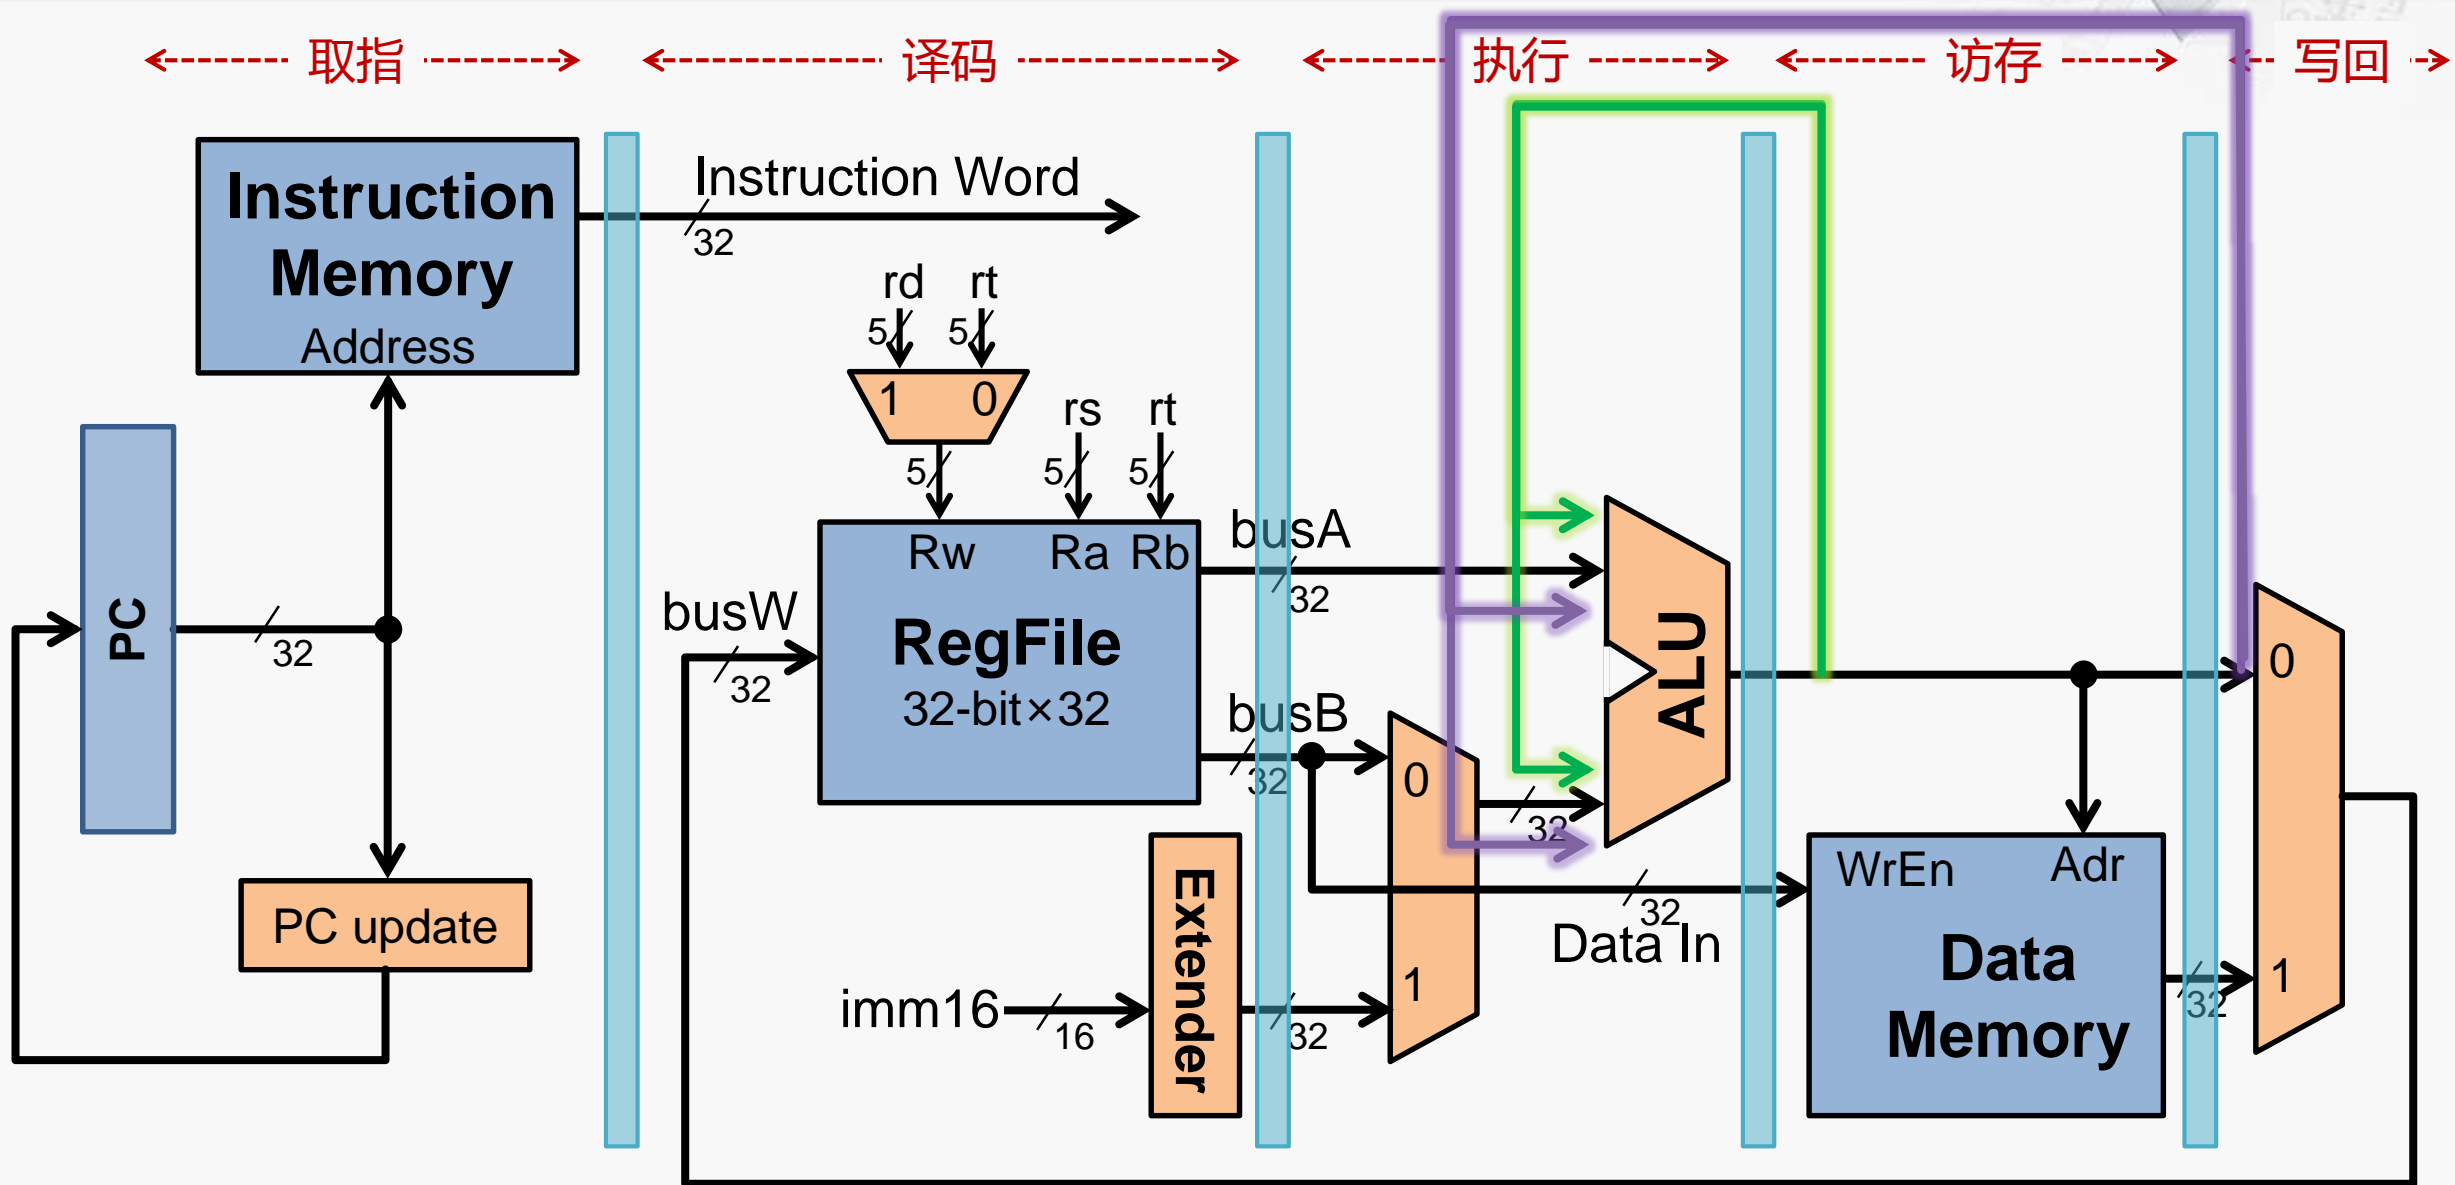 取指
译码
执行
访存
写回
Instruction
Memory
Address
Instruction Word
32
rd
rt
5
5
1
0
rs
rt
5
5
5
PC
32
PC update
busW
32
Rw
Ra
Rb
RegFile
32-bit×32
busA
32
busB
32
imm16
16
Extender
32
0
1
32
ALU
32
Data In
WrEn
Adr
Data
Memory
32
0
1